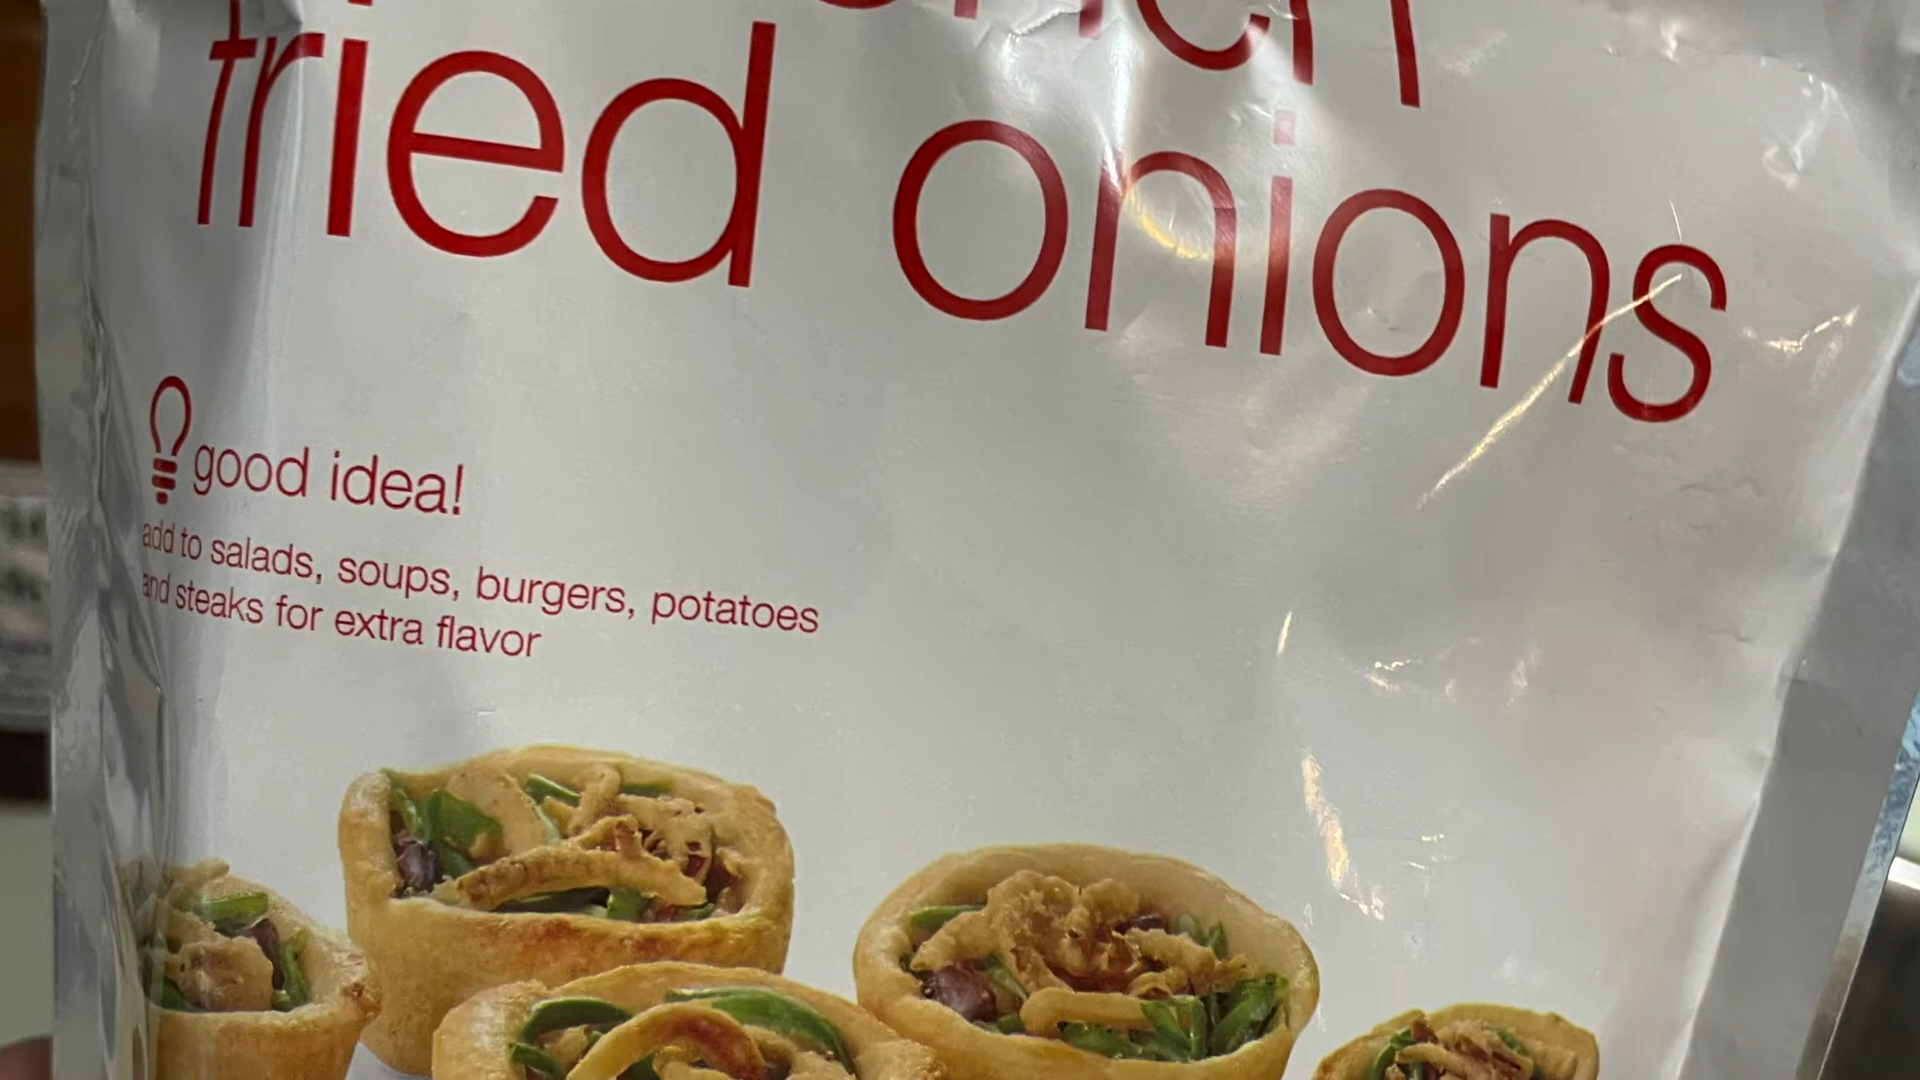 fried onions
good idea!
add to salads, soups, burgers, potatoes
and steaks for extra flavor